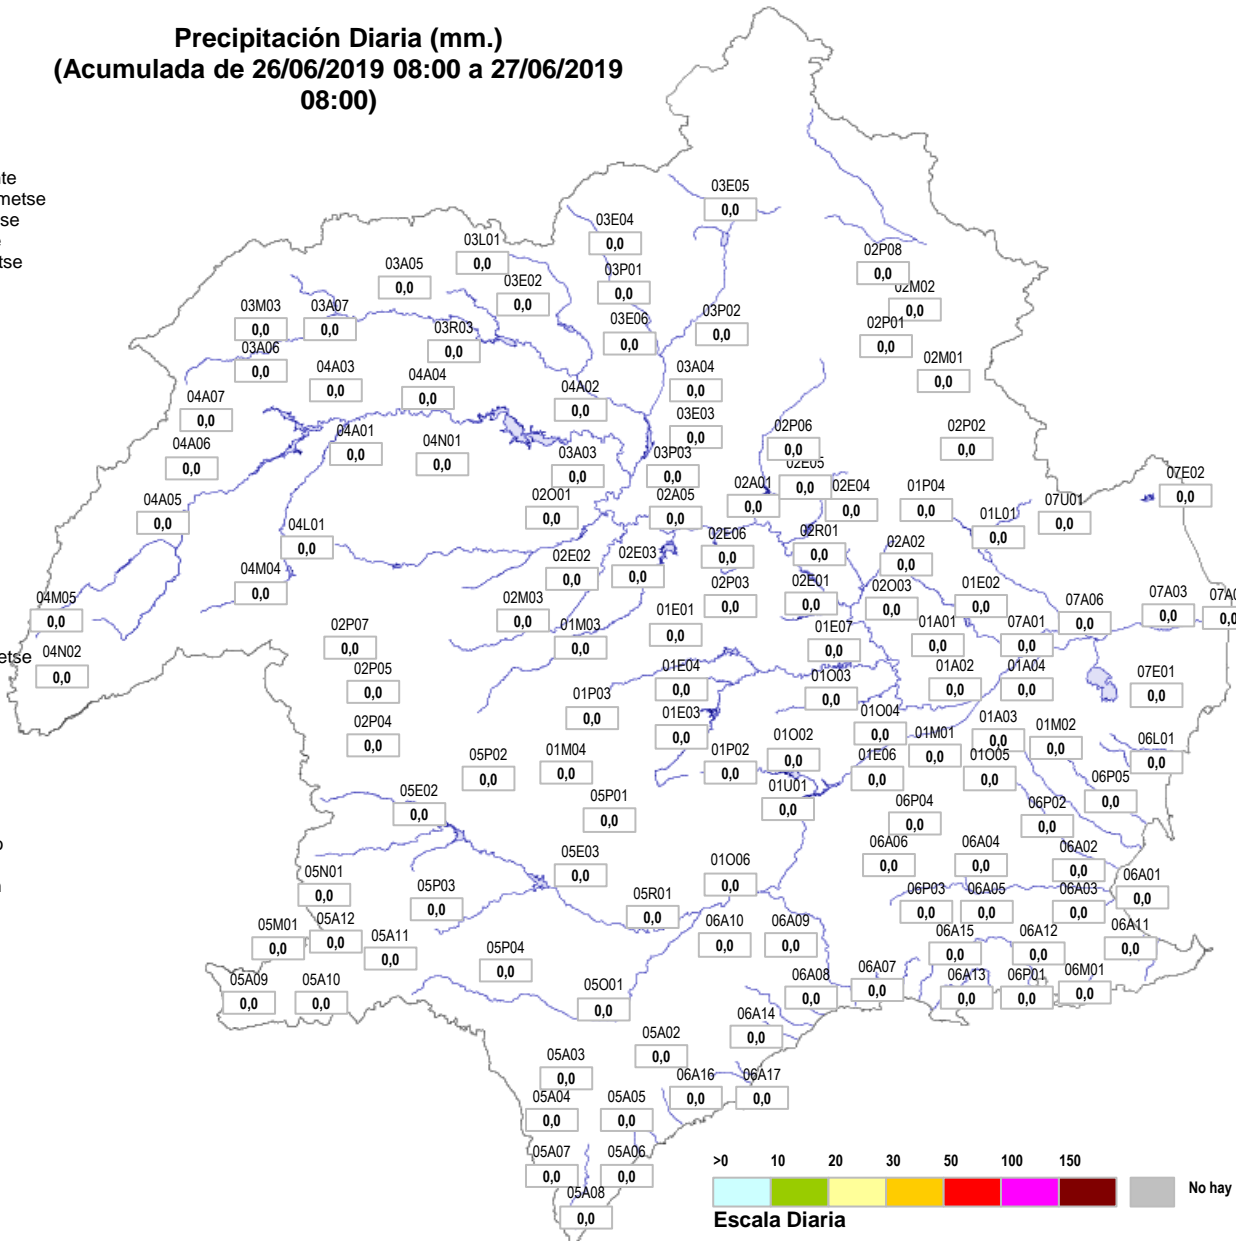 Precipitación Diaria (mm.)
(Acumulada de 26/06/2019 08:00 a 27/06/2019
08:00)
03E05
0,0
03E04
0,0
03L01
0,0
02P08
0,0
03A05
0,0
03E02
0,0
03P01
0,0
02M02
0,0
03M03
0,0
03A07
0,0
03R03
0,0
03E06
0,0
03P02
0,0
02P01
0,0
03A06
0,0
04A03
0,0
04A04
0,0
04A02
0,0
03A04
0,0
02M01
0,0
04A07
0,0
03E03
0,0
04A06
0,0
04A01
0,0
04N01
0,0
03A03
0,0
03P03
0,0
02P06
0,0
02P02
0,0
02E05
0,0
07E02
0,0
04A05
0,0
02O01
0,0
02A05
0,0
02A01
0,0
02E04
0,0
01P04
0,0
01L01
0,0
07U01
0,0
04L01
0,0
02E02
0,0
02E03
0,0
02E06
0,0
02R01
0,0
02A02
0,0
04M04
0,0
02P03
0,0
02E01
0,0
02O03
0,0
01E02
0,0
04M05
0,0
02M03
0,0
01E01
0,0
07A06
0,0
07A03
0,0
07A0
0,0
02P07
0,0
01M03
0,0
01E07
0,0
01A01
0,0
07A01
0,0
etse
04N02
0,0
02P05
0,0
01E04
0,0
01O03
0,0
01A02
0,0
01A04
0,0
07E01
0,0
01P03
0,0
01E03
0,0
01O04
0,0
01A03
0,0
02P04
0,0
01M01
0,0
01M02
0,0
06L01
0,0
05P02
0,0
01M04
0,0
01P02
0,0
01O02
0,0
01E06
0,0
01O05
0,0
06P05
0,0
05E02
0,0
05P01
0,0
01U01
0,0
06P04
0,0
06P02
0,0
05E03
0,0
01O06
0,0
06A06
0,0
06A04
0,0
06A02
0,0
05N01
0,0
05P03
0,0
05R01
0,0
06P03
0,0
06A05
0,0
06A03
0,0
06A01
0,0
05M01
0,0
05A12
0,0
05A11
0,0
05P04
0,0
06A10
0,0
06A09
0,0
06A15
0,0
06A12
0,0
06A11
0,0
05A09
0,0
05A10
0,0
05O01
0,0
06A08
0,0
06A07
0,0
06A13
0,0
06P01
0,0
06M01
0,0
05A02
0,0
06A14
0,0
05A03
0,0
06A16
0,0
06A17
0,0
05A04
0,0
05A05
0,0
05A07
0,0
05A06
0,0
05A08
0,0
>0 10 20 30 50 100 150
No hay
Escala Diaria